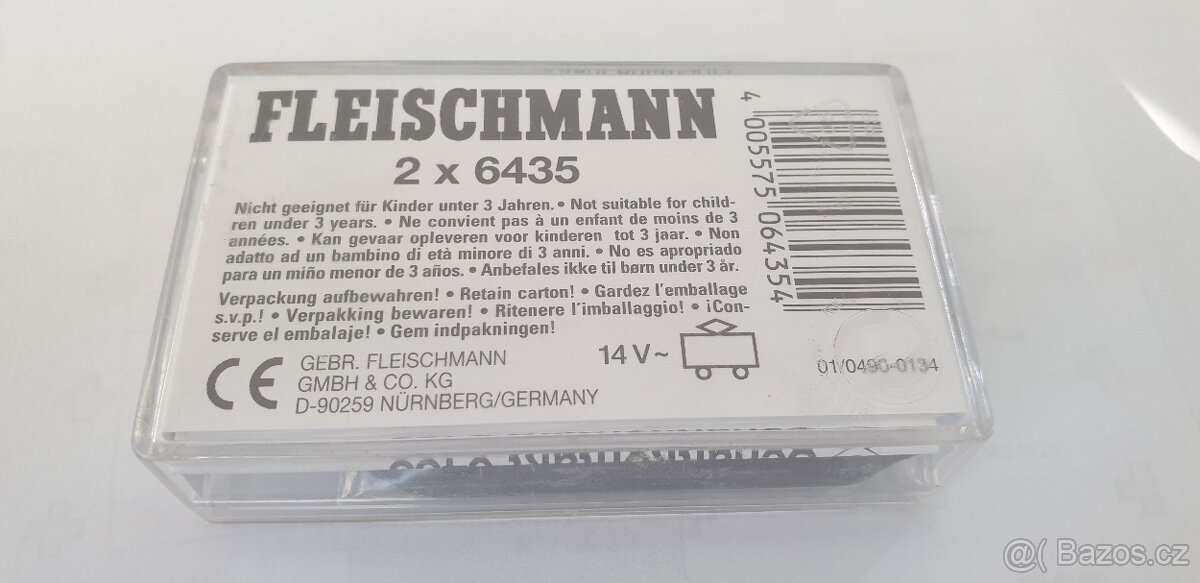 FLEISCHMANN
2 x 6435
Nicht geeignet für Kinder unter 3 Jahren. • Not suitable for child-
ren under 3 years. • Ne convient pas à un enfant de moins de 3
années. • Kan gevaar opleveren voor kinderen tot 3 jaar. • Non
adatto ad un bambino di età minore di 3 anni. • No es apropriado
para un miño menor de 3 años. • Anbefales ikke til børn under 3 år.
Verpackung aufbewahren! • Retain carton! • Gardez l'emballage
s.v.p.! • Verpakking bewaren! • Ritenere l'imballaggio! • ¡Con-
serve el embalaje! • Gem indpakningen!
CE
GEBR. FLEISCHMANN
GMBH & CO. KG
D-90259 NÜRNBERG/GERMANY
14 V~
01/0490-0134
4 005575 064354
@( Bazos.cz